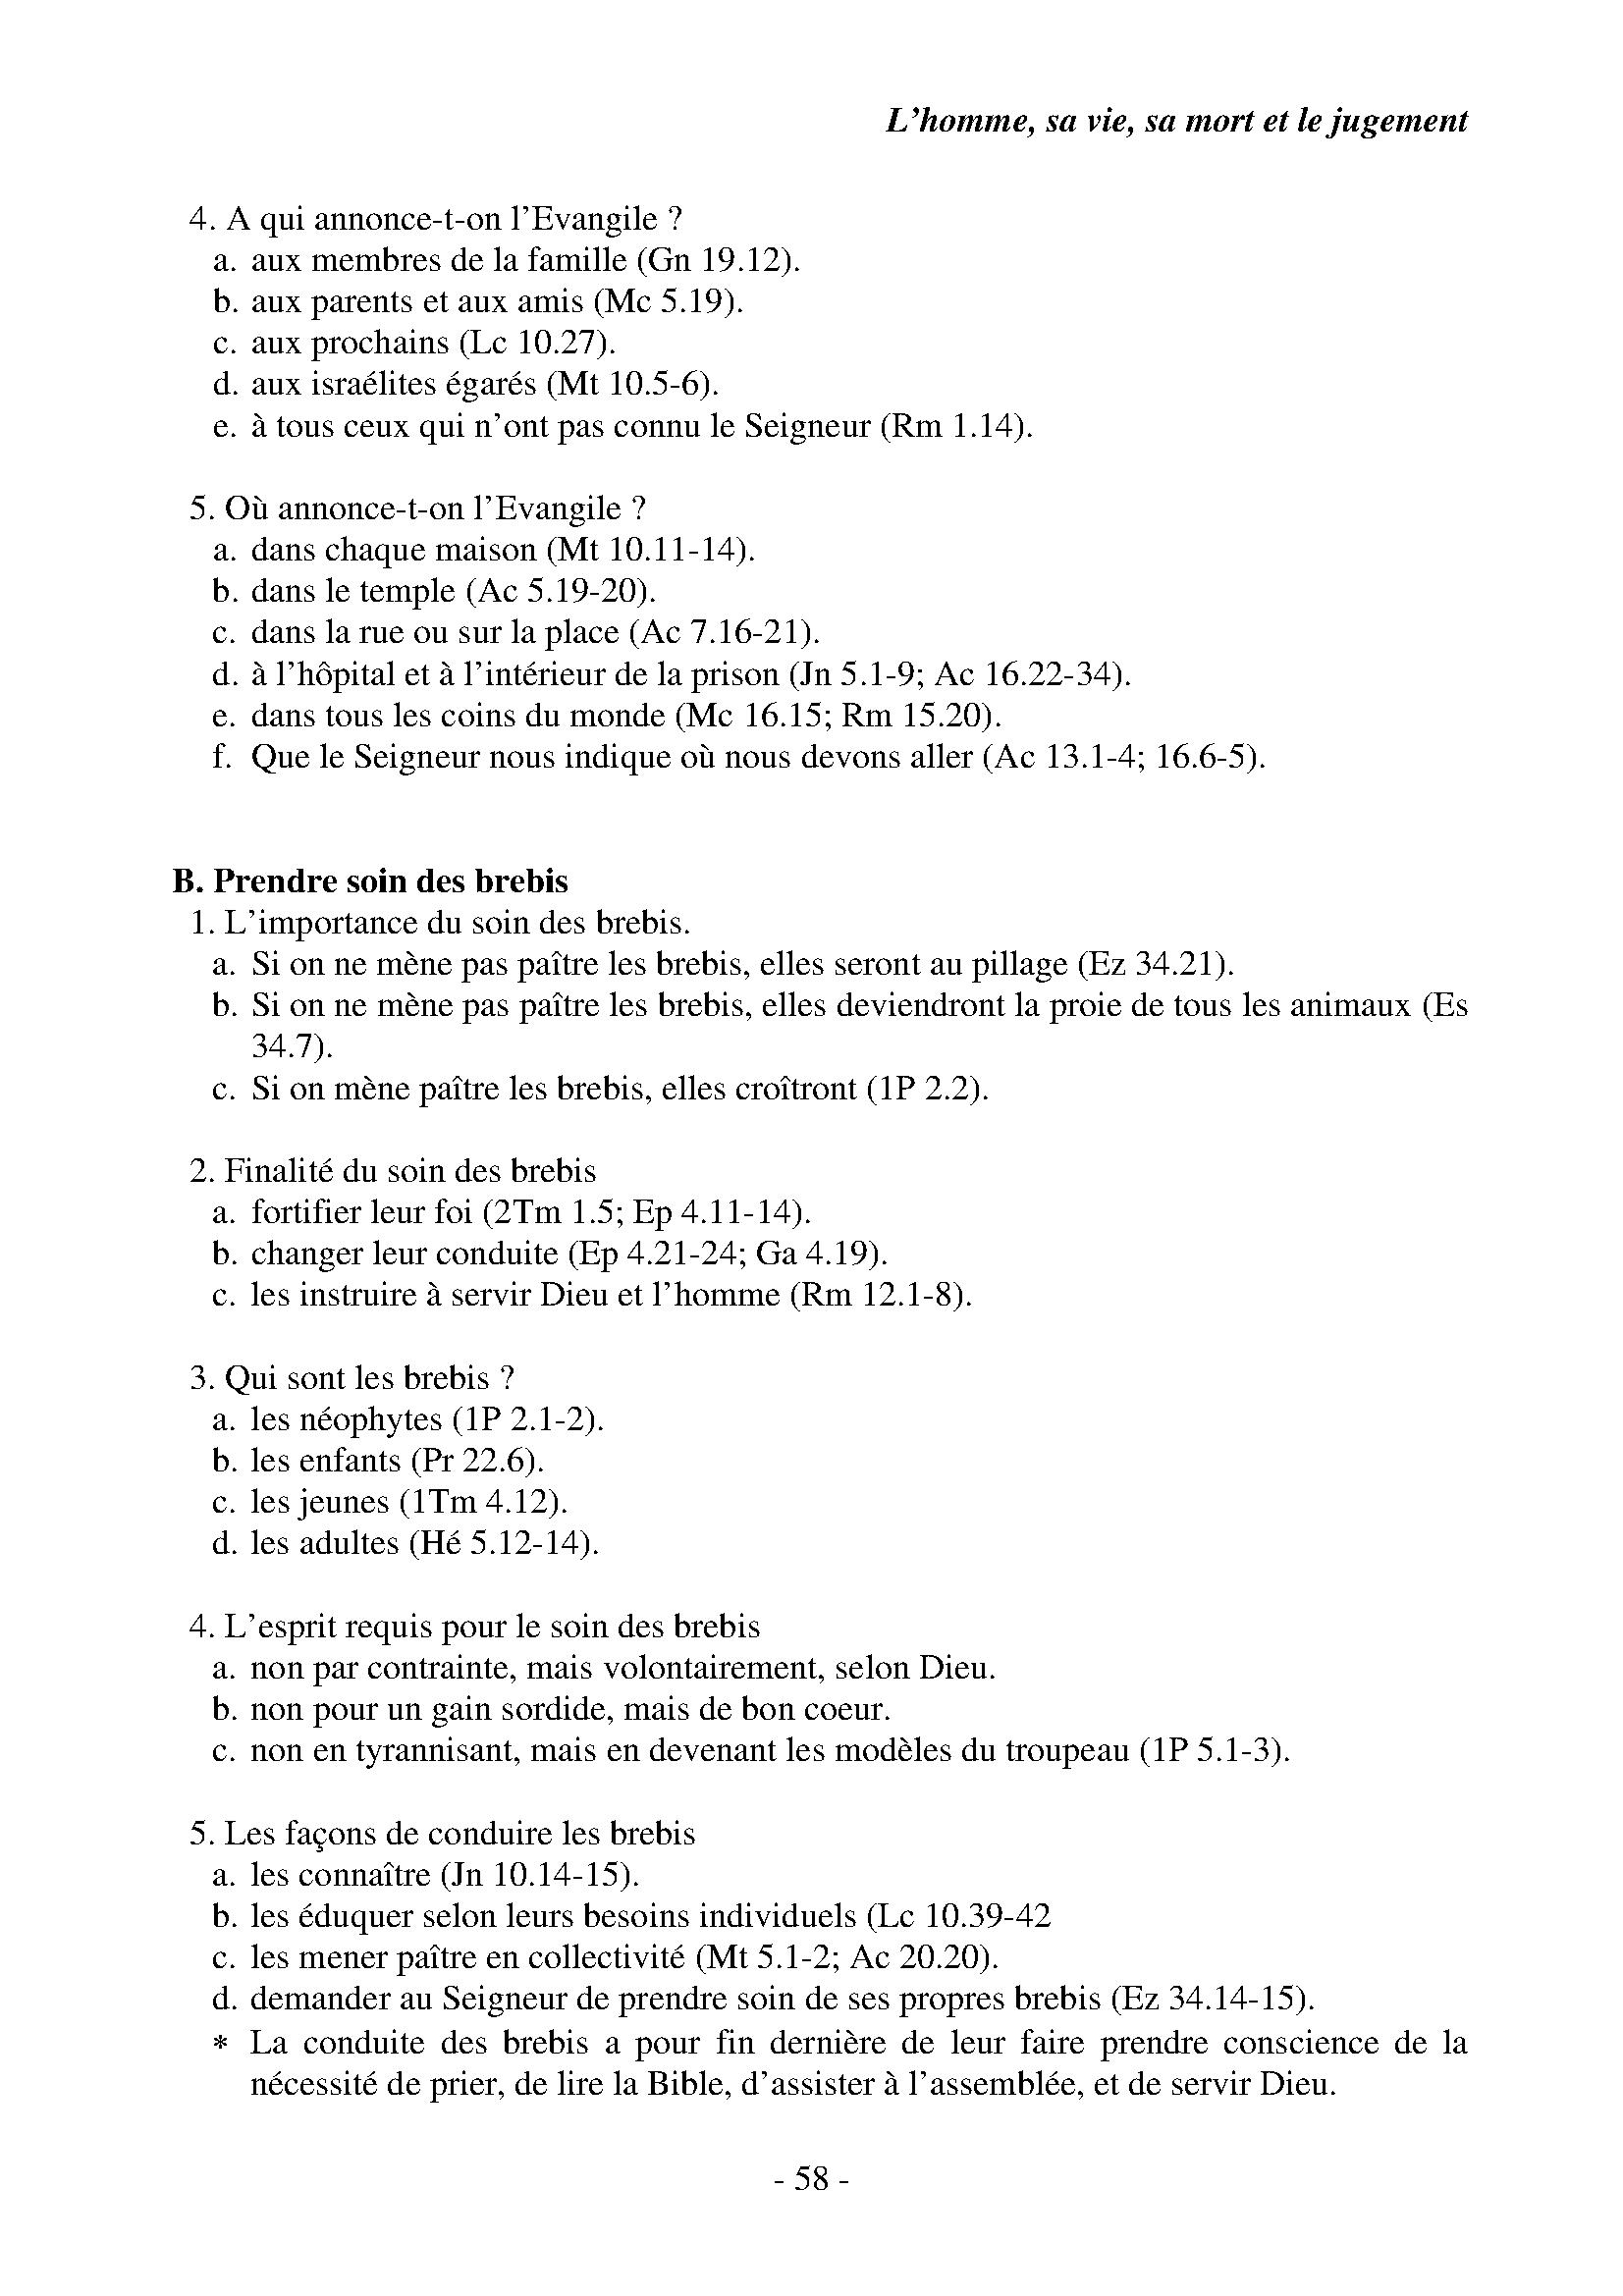 L'homme, sa vie, sa mort et le jugement
4. A qui annonce-t-on l'Evangile ?
a. aux membres de la famille (Gn 19.12).
b. aux parents et aux amis (Mc 5.19).
c. aux prochains (Lc 10.27).
d. aux israélites égarés (Mt 10.5-6).
e. à tous ceux qui n'ont pas connu le Seigneur (Rm 1.14).
5. Où annonce-t-on l'Evangile ?
a. dans chaque maison (Mt 10.11-14).
b. dans le temple (Ac 5.19-20).
c. dans la rue ou sur la place (Ac 7.16-21).
d. à l'hôpital et à l'intérieur de la prison (Jn 5.1-9; Ac 16.22-34).
e. dans tous les coins du monde (Mc 16.15; Rm 15.20).
f. Que le Seigneur nous indique où nous devons aller (Ac 13.1-4; 16.6-5).
B. Prendre soin des brebis
1. L'importance du soin des brebis.
a. Si on ne mène pas paître les brebis, elles seront au pillage (Ez 34.21).
b. Si on ne mène pas paître les brebis, elles deviendront la proie de tous les animaux (Es
34.7).
c. Si on mène paître les brebis, elles croîtront (1P 2.2).
2. Finalité du soin des brebis
a. fortifier leur foi (2Tm 1.5; Ep 4.11-14).
b. changer leur conduite (Ep 4.21-24; Ga 4.19).
c. les instruire à servir Dieu et l'homme (Rm 12.1-8).
3. Qui sont les brebis ?
a. les néophytes (1P 2.1-2).
b. les enfants (Pr 22.6).
c. les jeunes (1Tm 4.12).
d. les adultes (Hé 5.12-14).
4. L'esprit requis pour le soin des brebis
a. non par contrainte, mais volontairement, selon Dieu.
b. non pour un gain sordide, mais de bon coeur.
c. non en tyrannisant, mais en devenant les modèles du troupeau (1P 5.1-3).
5. Les façons de conduire les brebis
a. les connaître (Jn 10.14-15).
b. les éduquer selon leurs besoins individuels (Lc 10.39-42
c. les mener paître en collectivité (Mt 5.1-2; Ac 20.20).
d. demander au Seigneur de prendre soin de ses propres brebis (Ez 34.14-15).
* La conduite des brebis a pour fin dernière de leur faire prendre conscience de la
nécessité de prier, de lire la Bible, d'assister à l'assemblée, et de servir Dieu.
- 58 -